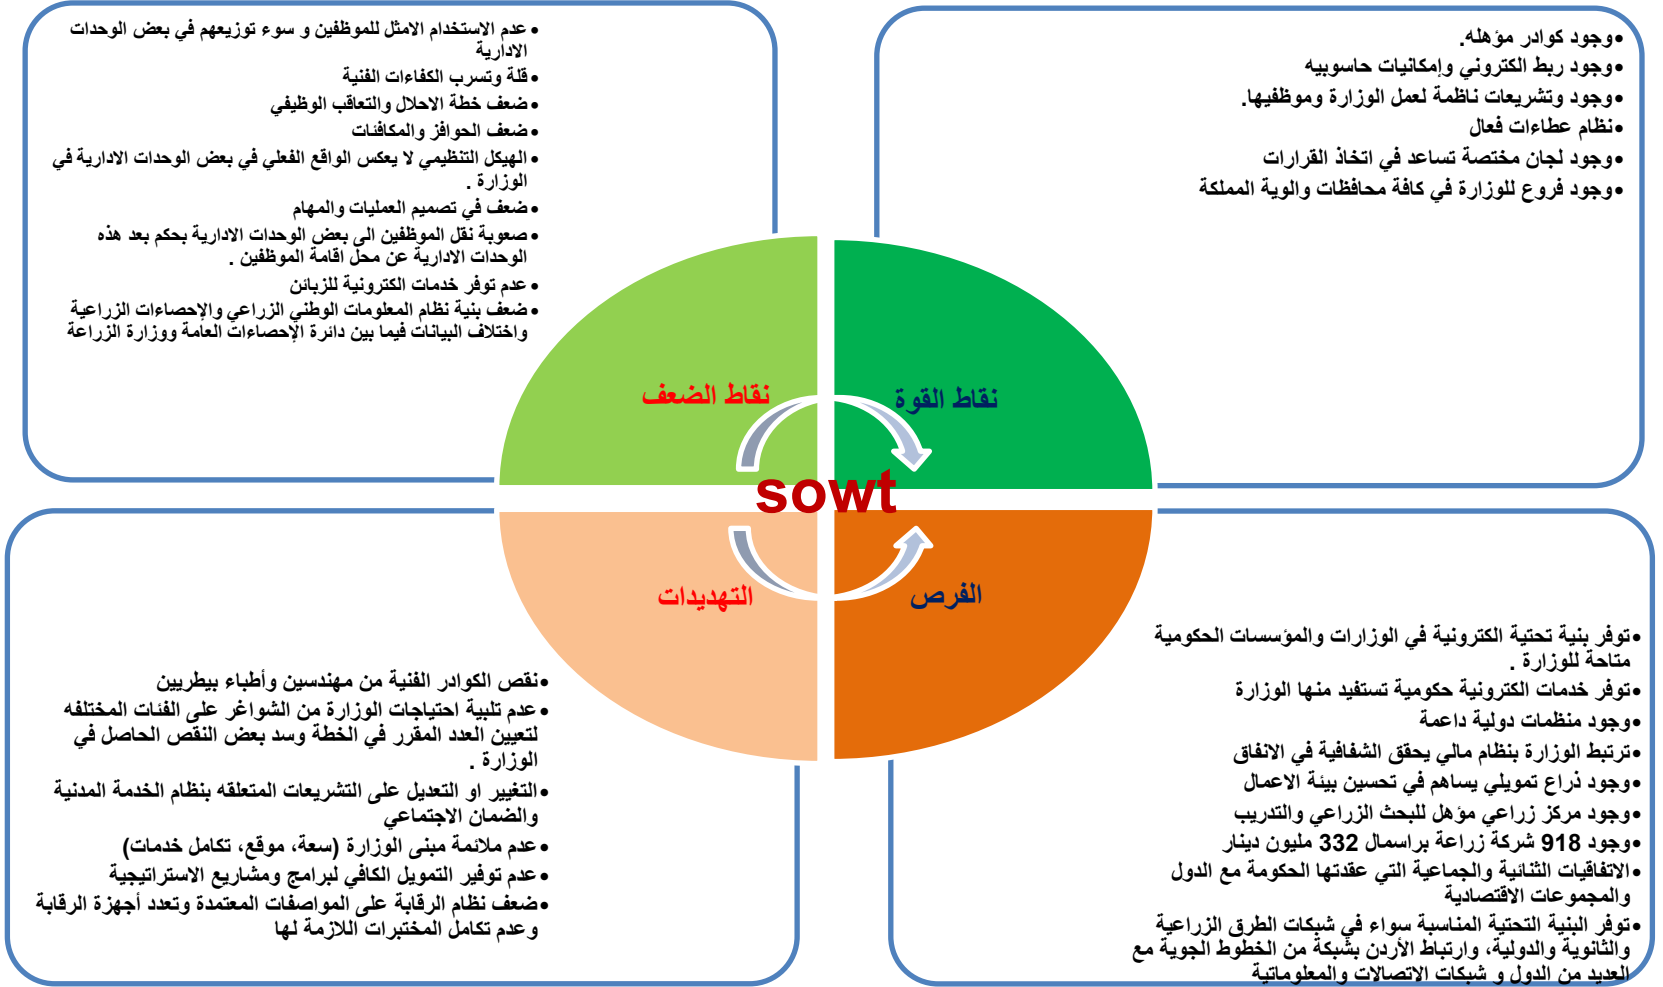 •وجود كوادر مؤهله.
•وجود ربط الكتروني وإمكانيات حاسوبيه
•وجود وتشريعات ناظمة لعمل الوزارة وموظفيها.
•نظام عطاءات فعال
•وجود لجان مختصة تساعد في اتخاذ القرارات
•وجود فروع للوزارة في كافة محافظات والوية المملكة
•عدم الاستخدام الامثل للموظفين و سوء توزيعهم في بعض الوحدات
الادارية
•قلة وتسرب الكفاءات الفنية
•ضعف خطة الاحلال والتعاقب الوظيفي
•ضعف الحوافز والمكافئات
•الهيكل التنظيمي لا يعكس الواقع الفعلي في بعض الوحدات الادارية في
الوزارة .
•ضعف في تصميم العمليات والمهام
•صعوبة نقل الموظفين الى بعض الوحدات الادارية بحكم بعد هذه
الوحدات الادارية عن محل اقامة الموظفين .
•عدم توفر خدمات الكترونية للزبائن
•ضعف بنية نظام المعلومات الوطني الزراعي والإحصاءات الزراعية
واختلاف البيانات فيما بين دائرة الإحصاءات العامة ووزارة الزراعة
نقاط القوة
نقاط الضعف
sowt
الفرص
التهديدات
•توفر بنية تحتية الكترونية في الوزارات والمؤسسات الحكومية
متاحة للوزارة .
•توفر خدمات الكترونية حكومية تستفيد منها الوزارة
•وجود منظمات دولية داعمة
•ترتبط الوزارة بنظام مالي يحقق الشفافية في الانفاق
•وجود ذراع تمويلي يساهم في تحسين بيئة الاعمال
•وجود مركز زراعي مؤهل للبحث الزراعي والتدريب
•وجود 918 شركة زراعة براسمال 332 مليون دينار
•الاتفاقيات الثنائية والجماعية التي عقدتها الحكومة مع الدول
والمجموعات الاقتصادية
•توفر البنية التحتية المناسبة سواء في شبكات الطرق الزراعية
والثانوية والدولية، وارتباط الأردن بشبكة من الخطوط الجوية مع
العديد من الدول و شبكات الاتصالات والمعلوماتية
•نقص الكوادر الفنية من مهندسين وأطباء بيطريين
•عدم تلبية احتياجات الوزارة من الشواغر على الفئات المختلفه
لتعيين العدد المقرر في الخطة وسد بعض النقص الحاصل في
الوزارة .
•التغيير او التعديل على التشريعات المتعلقه بنظام الخدمة المدنية
والضمان الاجتماعي
•عدم ملائمة مبنى الوزارة (سعة، موقع، تكامل خدمات)
•عدم توفير التمويل الكافي لبرامج ومشاريع الاستراتيجية
•ضعف نظام الرقابة على المواصفات المعتمدة وتعدد أجهزة الرقابة
وعدم تكامل المختبرات اللازمة لها